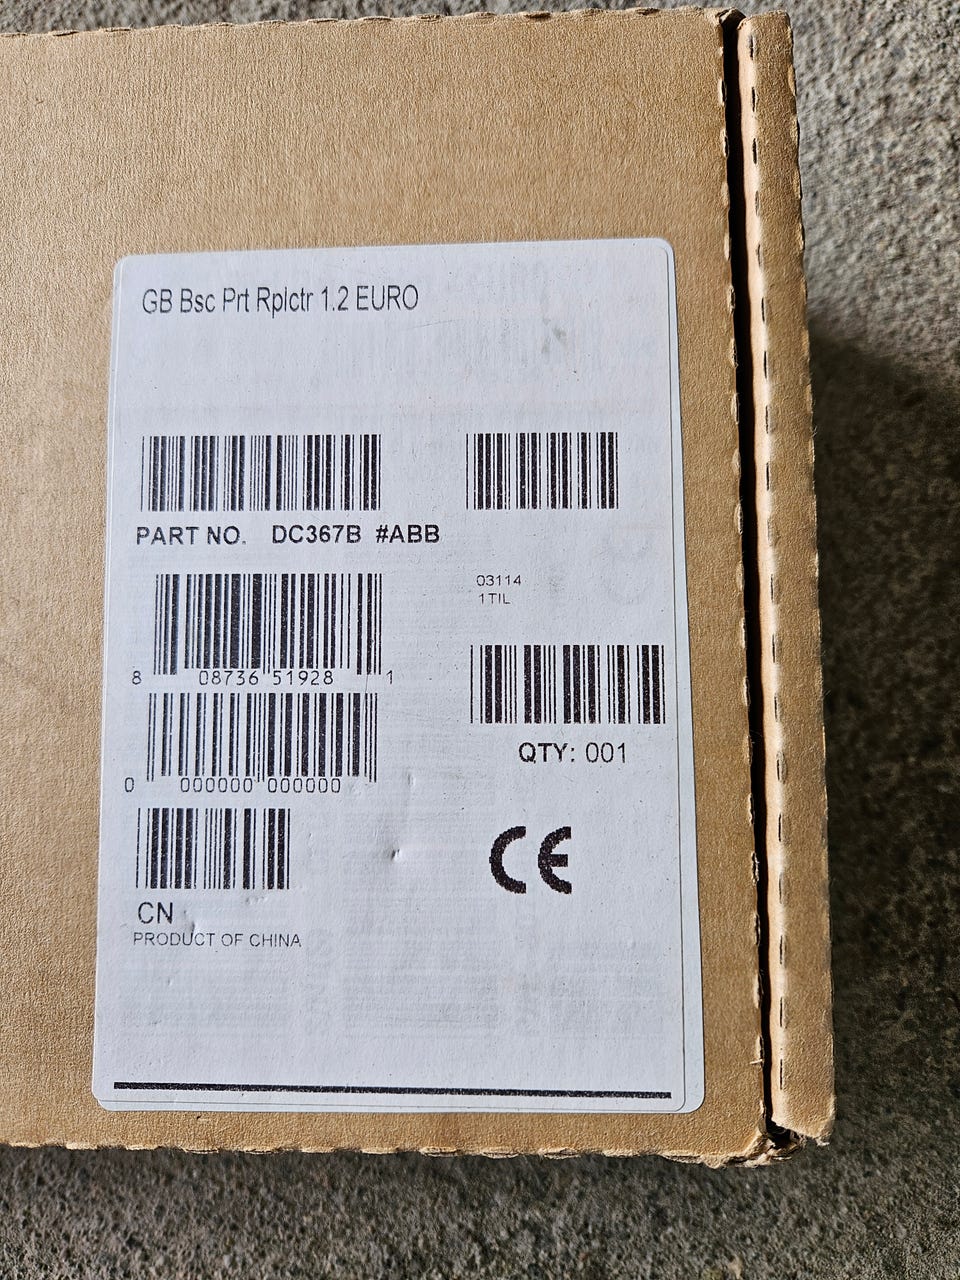 GB Bsc Prt Rplctr 1.2 EURO
PART NO. DC367B #ABB
03114
1TIL
8 08736 51928 1
QTY: 001
0 000000 000000
CE
CN
PRODUCT OF CHINA